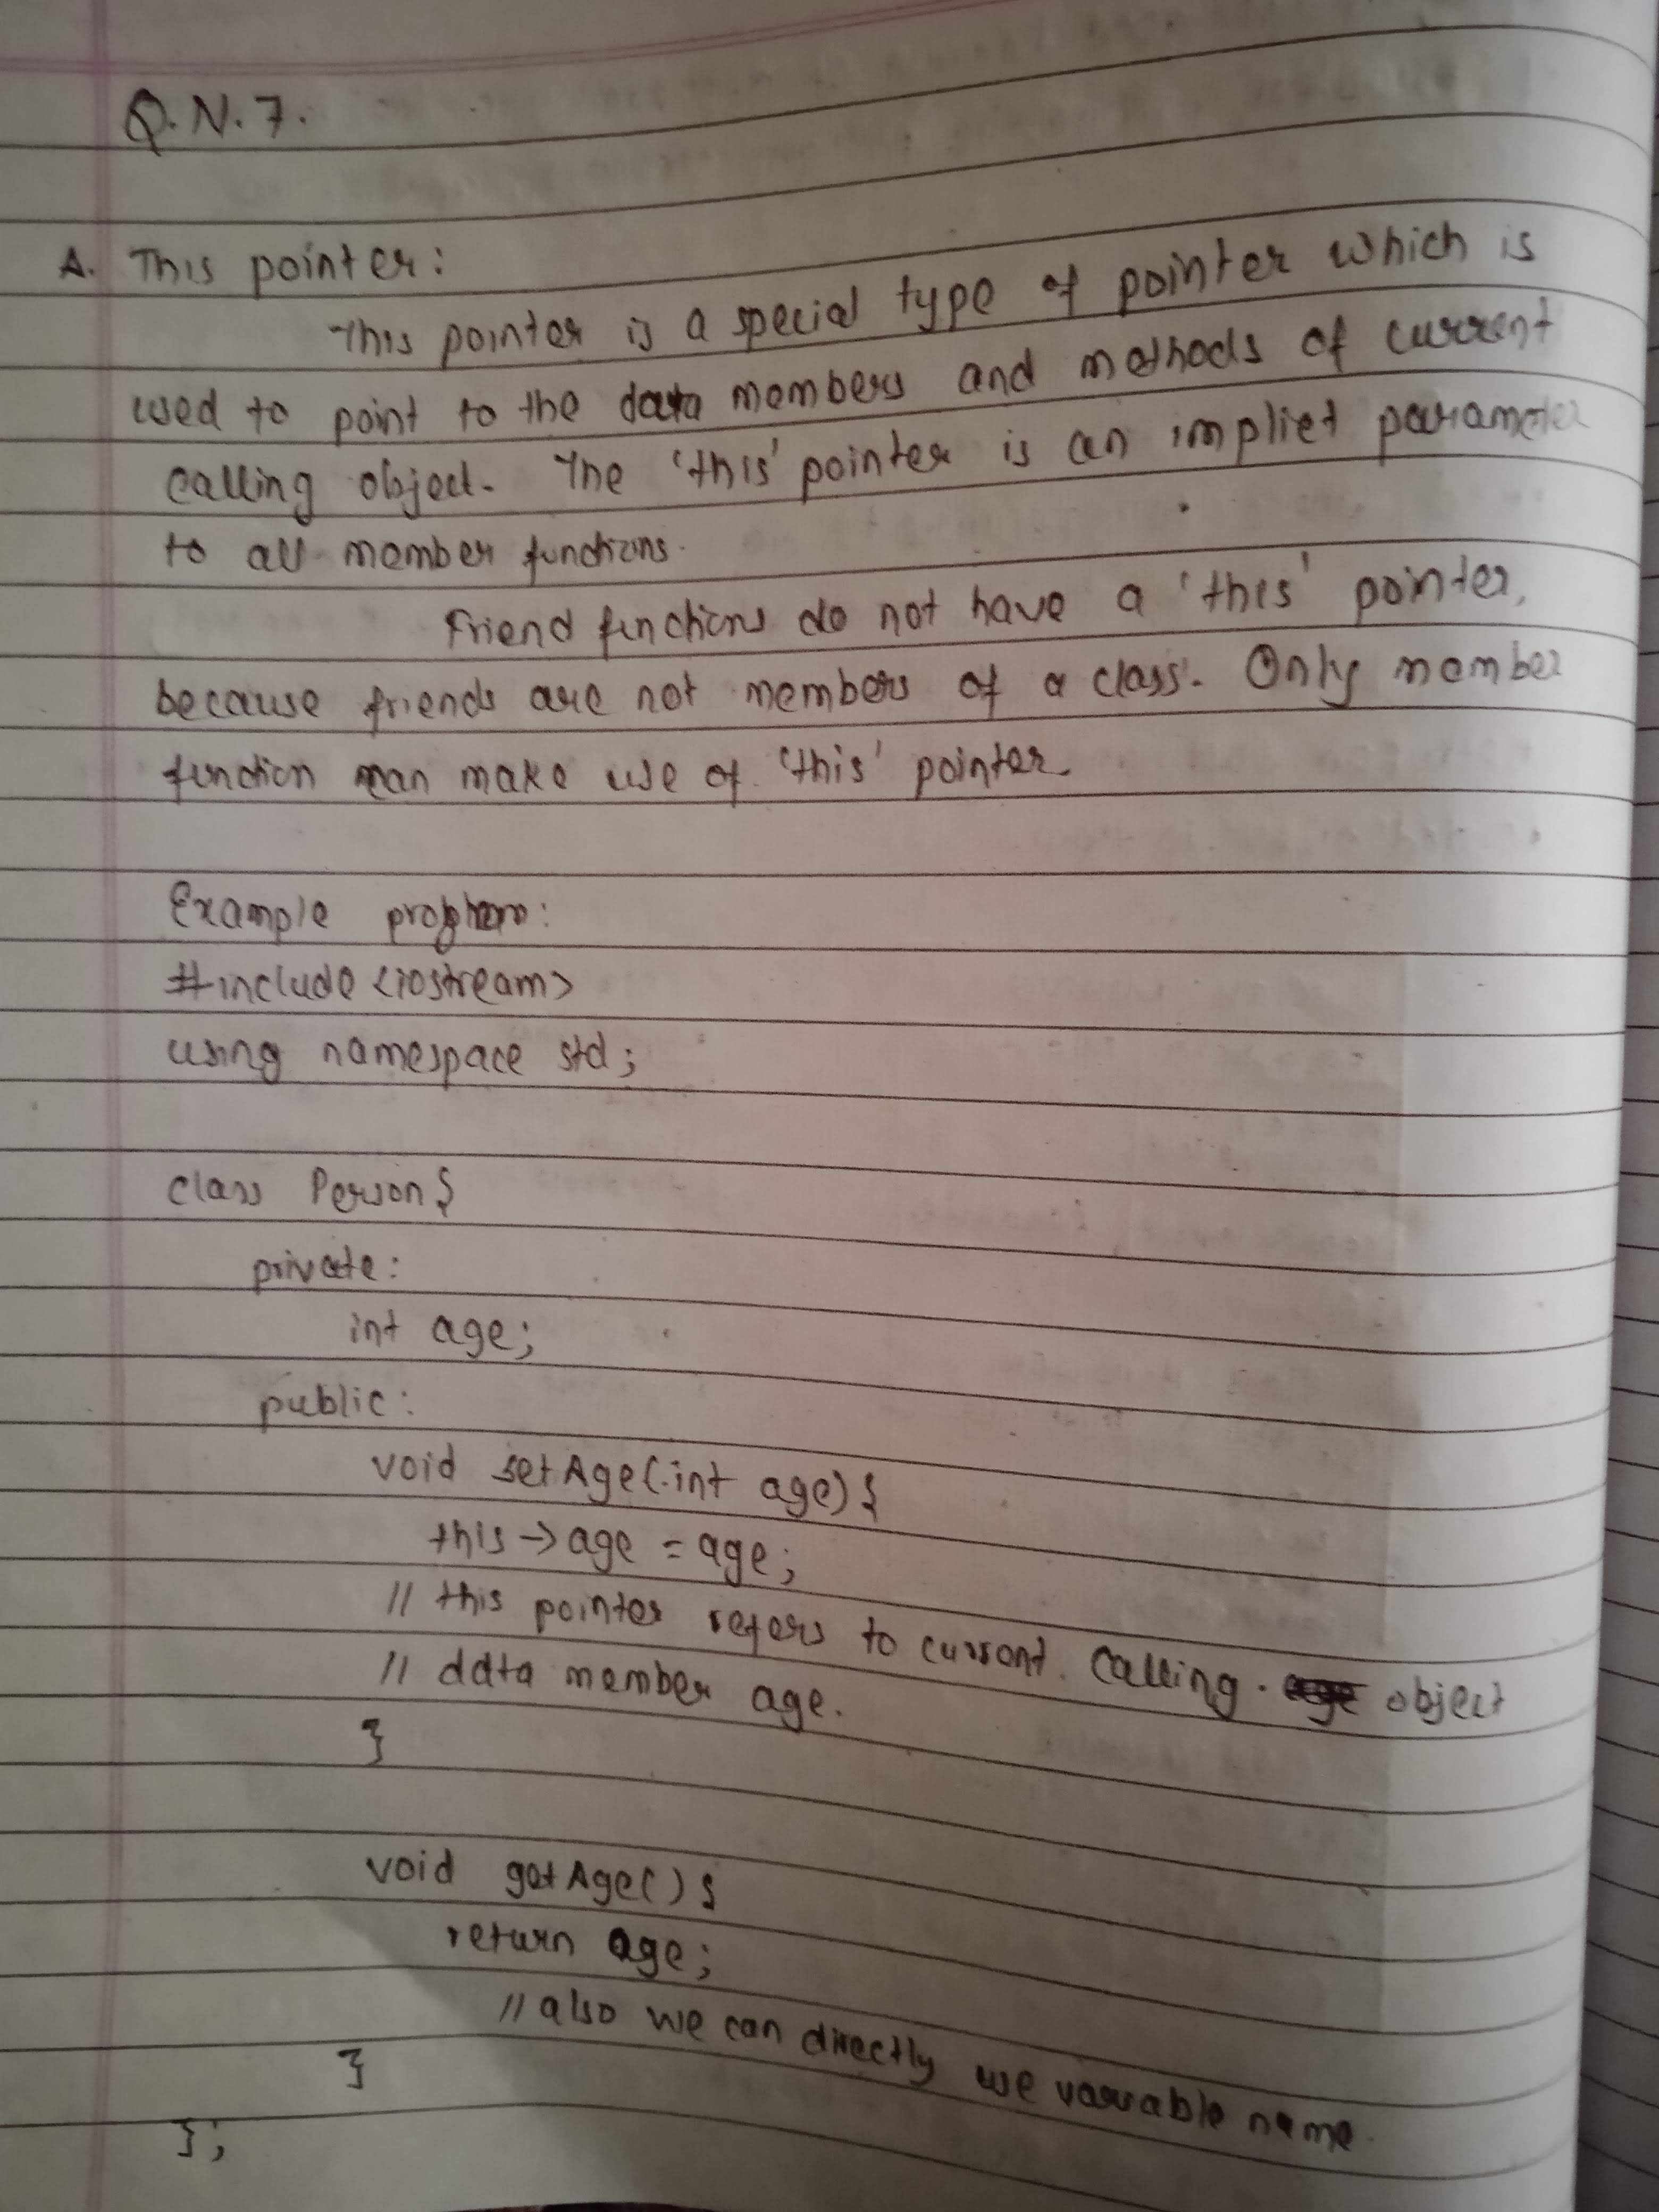 Q.N.7.
A. This pointer:
This pointer is a special type of pointer which is
used to point to the data members and methods of current
calling object. The 'this' pointer is an impliet parameter
to all member functions.
Friend functions do not have a 'this' pointer,
because friends are not members of a class. Only member
function can make use of 'this' pointer.
Example
#include <iostream>
using namespace std;
class Person{
private:
int age;
public:
void setAge(int age){
this->age = age;
// this pointer refers to current calling object
// data member age.
}
void getAge(){
return age;
// also we can directly use variable name.
}
};